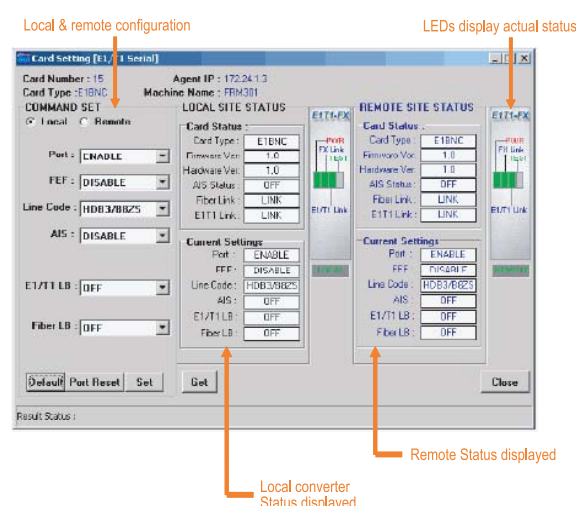 Local & remote configuration
LEDs display actual status
Card Setting [E1/T1 Serial]
Card Number : 15
Agent IP : 172.24.1.3
Card Type :E1BNC
Machine Name : FRM301
COMMAND SET
Local
Remote
Port : ENABLE
FEF : DISABLE
Line Code : HDB3/B8ZS
AIS : DISABLE
E1/T1 LB : OFF
Fiber LB : OFF
Default
Port Reset
Set
LOCAL SITE STATUS
Card Status :
Card Type : E1BNC
Firmware Ver: 1.0
Hardware Ver: 1.0
AIS Status : OFF
Fiber Link : LINK
E1T1 Link : LINK
Current Settings
Port : ENABLE
FEF : DISABLE
Line Code : HDB3/B8ZS
AIS : OFF
E1/T1 LB : OFF
Fiber LB : OFF
Get
E1T1-FX
PWR
FX Link
TEST
E1/T1 Link
LOCAL
REMOTE SITE STATUS
Card Status :
Card Type : E1BNC
Firmware Ver: 1.0
Hardware Ver: 1.0
AIS Status : OFF
Fiber Link : LINK
E1T1 Link : LINK
Current Settings
Port : ENABLE
FEF : DISABLE
Line Code : HDB3/B8ZS
AIS : OFF
E1/T1 LB : OFF
Fiber LB : OFF
E1T1-FX
PWR
FX Link
TEST
E1/T1 Link
REMOTE
Close
Result Status :
Remote Status displayed
Local converter
Status displayed